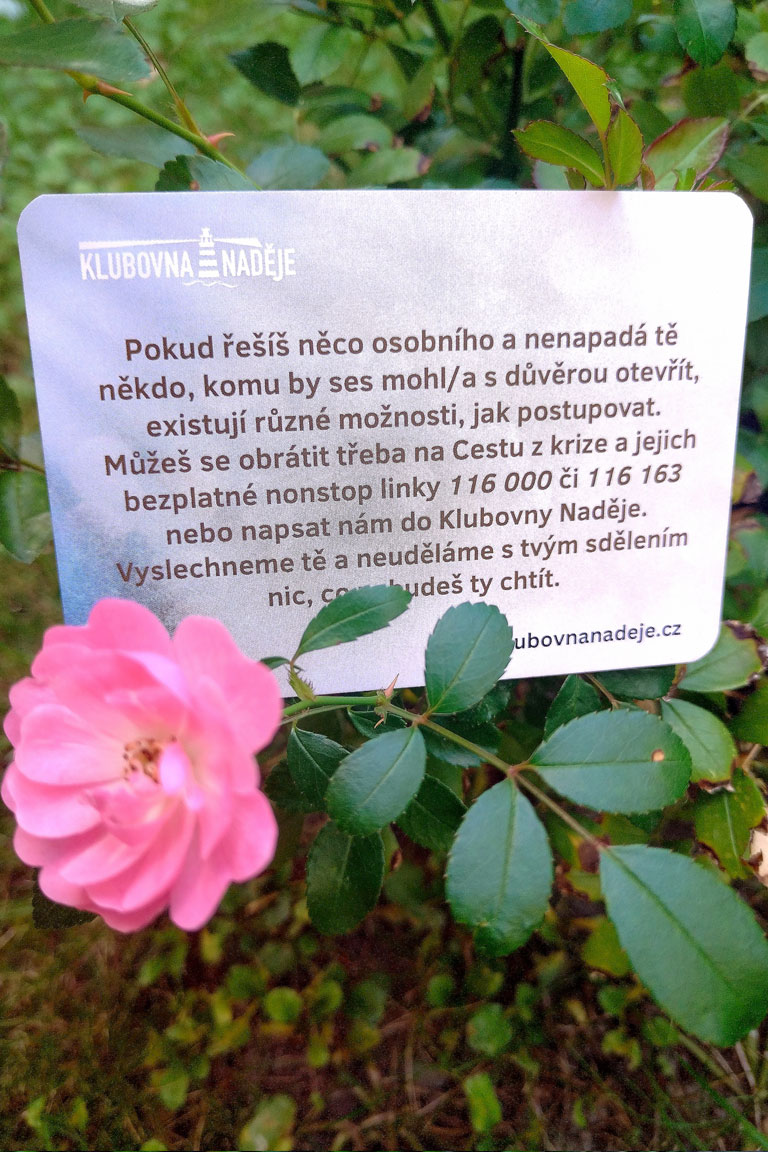 KLUBOVNA NADĚJE
Pokud řešíš něco osobního a nenapadá tě
někdo, komu by ses mohl/a s důvěrou otevřít,
existují různé možnosti, jak postupovat.
Můžeš se obrátit třeba na Cestu z krize a jejich
bezplatné nonstop linky 116 000 či 116 163
nebo napsat nám do Klubovny Naděje.
Vyslechneme tě a neuděláme s tvým sdělením
nic, budeš ty chtít.
ubovnanadeje.cz